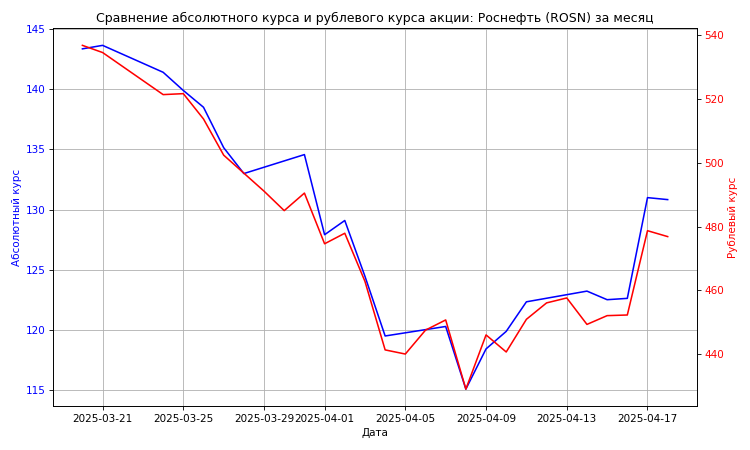 Сравнение абсолютного курса и рублевого курса акции: Роснефть (ROSN) за месяц
Абсолютный курс
145
140
135
130
125
120
115
540
520
500
480
460
440
Рублевый курс
2025-03-21 2025-03-25 2025-03-29 2025-04-01 2025-04-05 2025-04-09 2025-04-13 2025-04-17
Дата